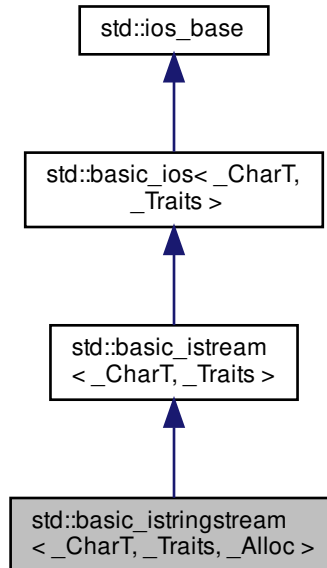 std::ios_base
std::basic_ios< _CharT,
_Traits >
std::basic_istream
< _CharT, _Traits >
std::basic_istringstream
< _CharT, _Traits, _Alloc >